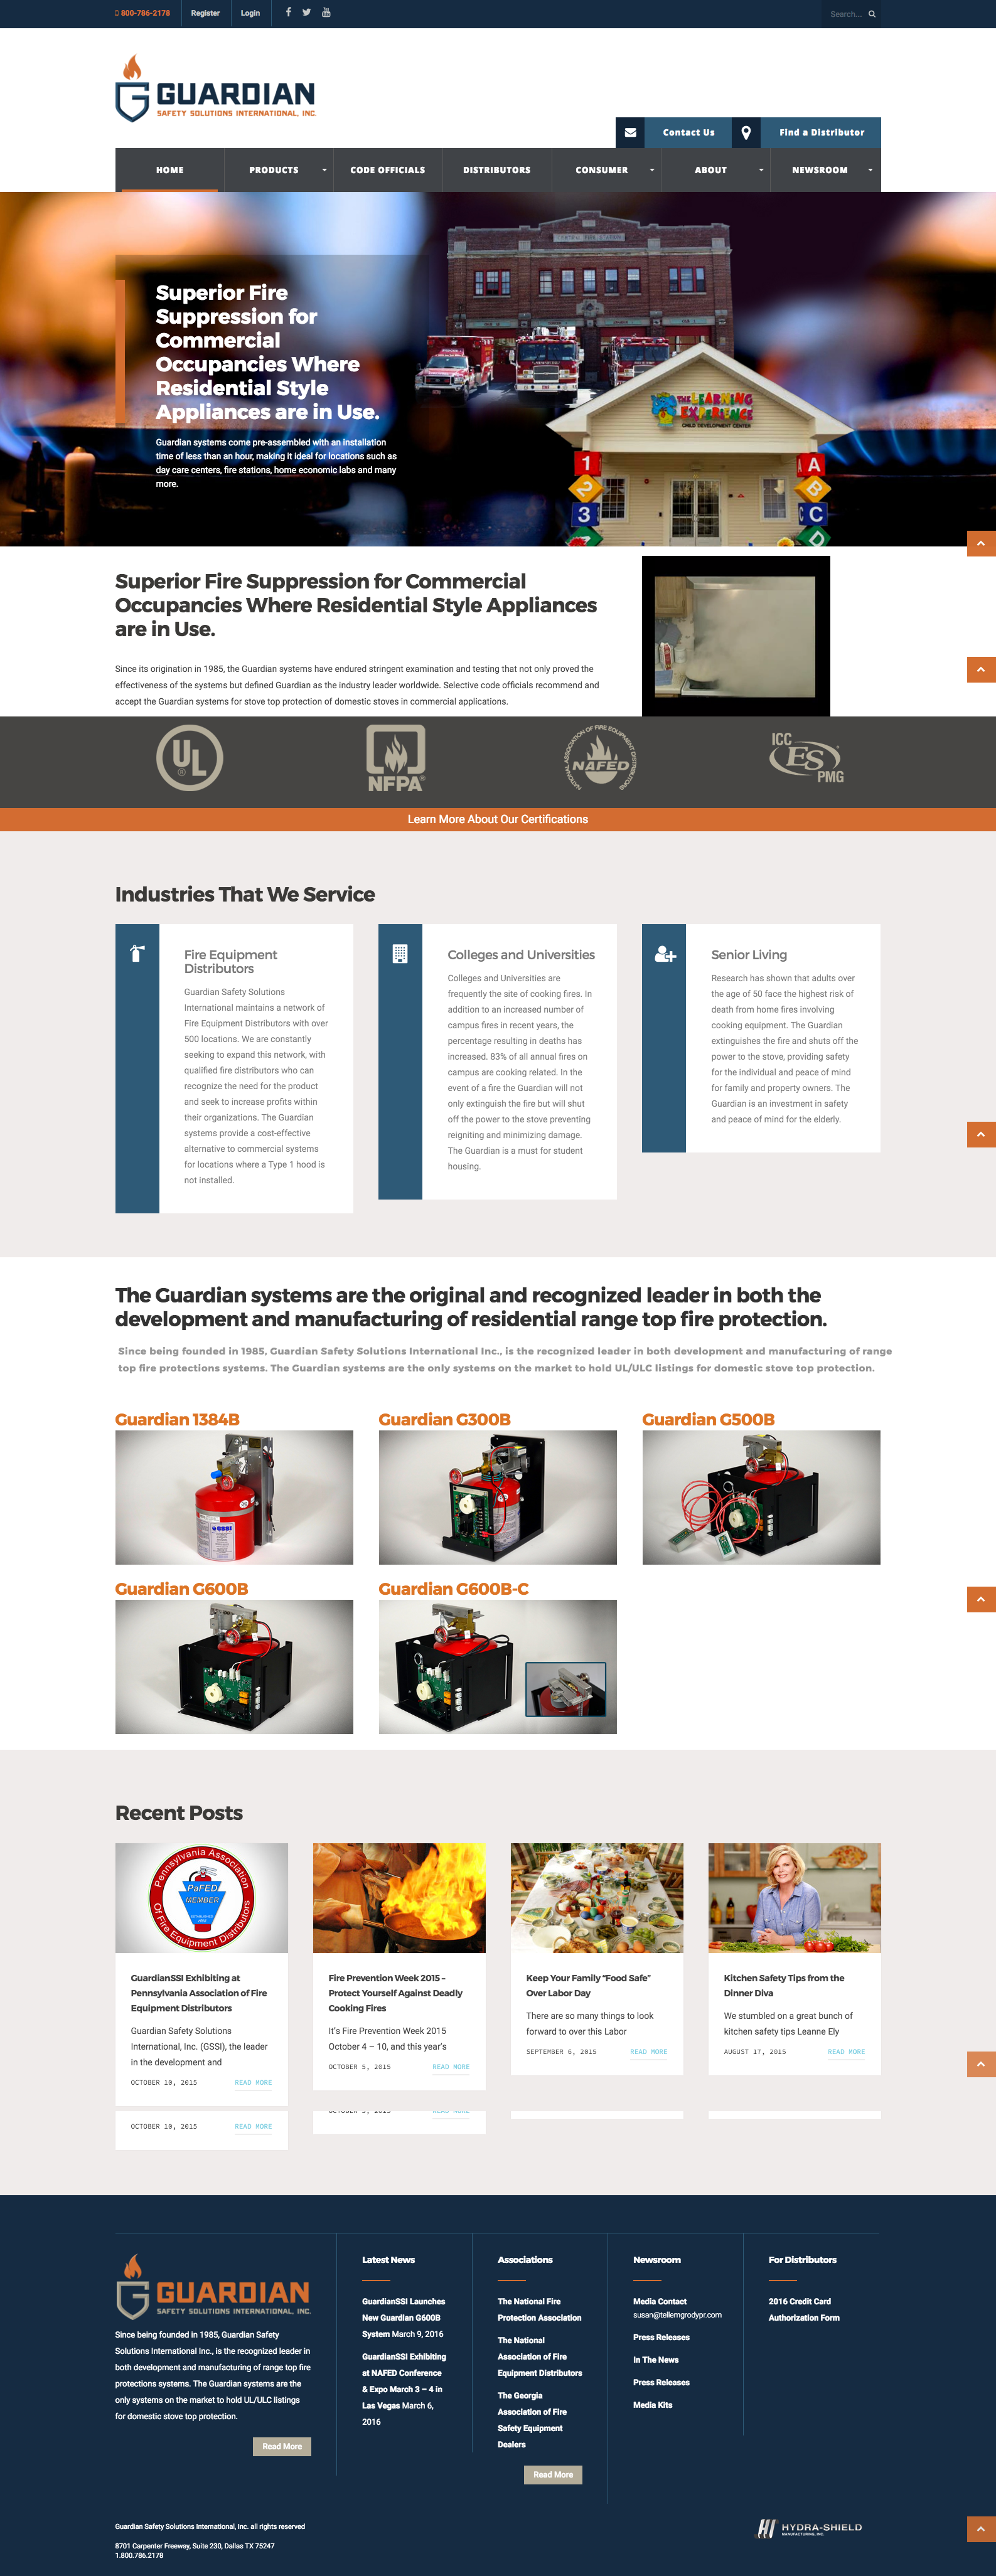 800-786-2178
Register
Login
Search...
GUARDIAN
SAFETY SOLUTIONS INTERNATIONAL, INC.
Contact Us
Find a Distributor
HOME
PRODUCTS
CODE OFFICIALS
DISTRIBUTORS
CONSUMER
ABOUT
NEWSROOM
Superior Fire
Suppression for
Commercial
Occupancies Where
Residential Style
Appliances are in Use.
Guardian systems come pre-assembled with an installation
time of less than an hour, making it ideal for locations such as
day care centers, fire stations, home economic labs and many
more.
THE LEARNING
EXPERIENCE
CHILD DEVELOPMENT CENTER
1
2
3
A
B
C
D
Superior Fire Suppression for Commercial
Occupancies Where Residential Style Appliances
are in Use.
Since its origination in 1985, the Guardian systems have endured stringent examination and testing that not only proved the
effectiveness of the systems but defined Guardian as the industry leader worldwide. Selective code officials recommend and
accept the Guardian systems for stove top protection of domestic stoves in commercial applications.
UL
NFPA
NATIONAL ASSOCIATION OF FIRE EQUIPMENT DISTRIBUTORS
NAFED
ICC
ES
PMG
Learn More About Our Certifications
Industries That We Service
Fire Equipment
Distributors
Guardian Safety Solutions
International maintains a network of
Fire Equipment Distributors with over
500 locations. We are constantly
seeking to expand this network, with
qualified fire distributors who can
recognize the need for the product
and seek to increase profits within
their organizations. The Guardian
systems provide a cost-effective
alternative to commercial systems
for locations where a Type 1 hood is
not installed.
Colleges and Universities
Colleges and Universities are
frequently the site of cooking fires. In
addition to an increased number of
campus fires in recent years, the
percentage resulting in deaths has
increased. 83% of all annual fires on
campus are cooking related. In the
event of a fire the Guardian will not
only extinguish the fire but will shut
off the power to the stove preventing
reigniting and minimizing damage.
The Guardian is a must for student
housing.
Senior Living
Research has shown that adults over
the age of 50 face the highest risk of
death from home fires involving
cooking equipment. The Guardian
extinguishes the fire and shuts off the
power to the stove, providing safety
for the individual and peace of mind
for family and property owners. The
Guardian is an investment in safety
and peace of mind for the elderly.
The Guardian systems are the original and recognized leader in both the
development and manufacturing of residential range top fire protection.
Since being founded in 1985, Guardian Safety Solutions International Inc., is the recognized leader in both development and manufacturing of range
top fire protections systems. The Guardian systems are the only systems on the market to hold UL/ULC listings for domestic stove top protection.
Guardian 1384B
Guardian G300B
Guardian G500B
GSSI
Guardian G600B
Guardian G600B-C
Recent Posts
Pennsylvania Association
Of Fire Equipment Distributors
PaFED
MEMBER
GuardianSSI Exhibiting at
Pennsylvania Association of Fire
Equipment Distributors
Guardian Safety Solutions
International, Inc. (GSSI), the leader
in the development and
OCTOBER 10, 2015
READ MORE
Fire Prevention Week 2015 –
Protect Yourself Against Deadly
Cooking Fires
It's Fire Prevention Week 2015
October 4 – 10, and this year's
OCTOBER 5, 2015
READ MORE
Keep Your Family "Food Safe"
Over Labor Day
There are so many things to look
forward to over this Labor
SEPTEMBER 6, 2015
READ MORE
Kitchen Safety Tips from the
Dinner Diva
We stumbled on a great bunch of
kitchen safety tips Leanne Ely
AUGUST 17, 2015
READ MORE
OCTOBER 10, 2015
READ MORE
OCTOBER 5, 2015
READ MORE
GUARDIAN
SAFETY SOLUTIONS INTERNATIONAL, INC.
Since being founded in 1985, Guardian Safety
Solutions International Inc., is the recognized leader in
both development and manufacturing of range top fire
protections systems. The Guardian systems are the
only systems on the market to hold UL/ULC listings
for domestic stove top protection.
Read More
Latest News
GuardianSSI Launches
New Guardian G600B
System March 9, 2016
GuardianSSI Exhibiting
at NAFED Conference
& Expo March 3 – 4 in
Las Vegas March 6,
2016
Associations
The National Fire
Protection Association
The National
Association of Fire
Equipment Distributors
The Georgia
Association of Fire
Safety Equipment
Dealers
Read More
Newsroom
Media Contact
susan@tellemgrodypr.com
Press Releases
In The News
Press Releases
Media Kits
For Distributors
2016 Credit Card
Authorization Form
Guardian Safety Solutions International, Inc. all rights reserved
8701 Carpenter Freeway, Suite 230, Dallas TX 75247
1.800.786.2178
HYDRA-SHIELD
MANUFACTURING, INC.